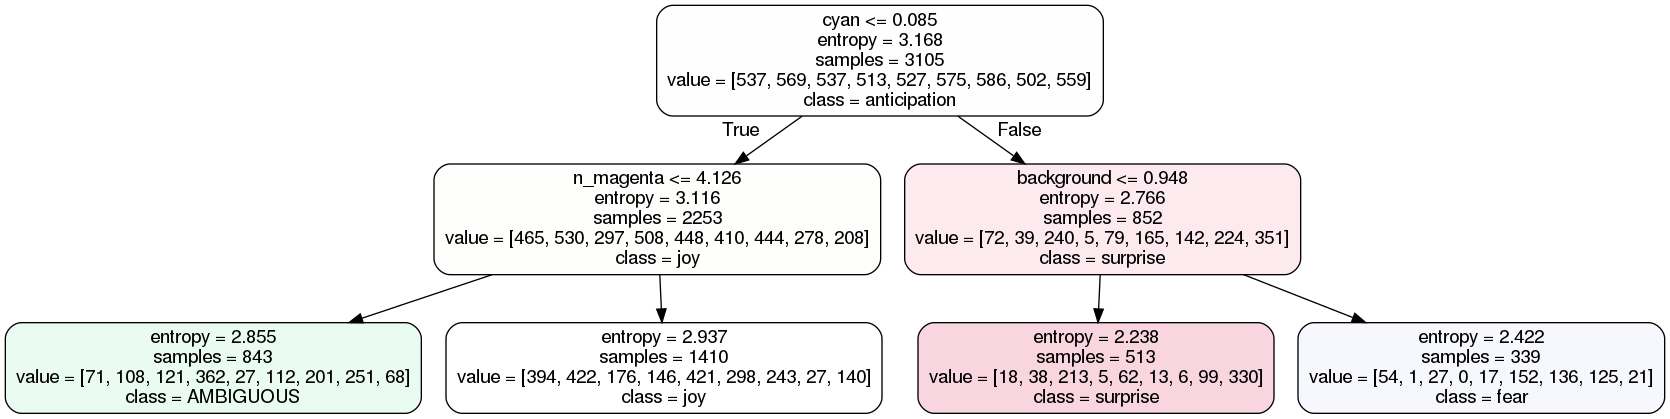 cyan <= 0.085
entropy = 3.168
samples = 3105
value = [537, 569, 537, 513, 527, 575, 586, 502, 559]
class = anticipation
True
False
n_magenta <= 4.126
entropy = 3.116
samples = 2253
value = [465, 530, 297, 508, 448, 410, 444, 278, 208]
class = joy
background <= 0.948
entropy = 2.766
samples = 852
value = [72, 39, 240, 5, 79, 165, 142, 224, 351]
class = surprise
entropy = 2.855
samples = 843
value = [71, 108, 121, 362, 27, 112, 201, 251, 68]
class = AMBIGUOUS
entropy = 2.937
samples = 1410
value = [394, 422, 176, 146, 421, 298, 243, 27, 140]
class = joy
entropy = 2.238
samples = 513
value = [18, 38, 213, 5, 62, 13, 6, 99, 330]
class = surprise
entropy = 2.422
samples = 339
value = [54, 1, 27, 0, 17, 152, 136, 125, 21]
class = fear